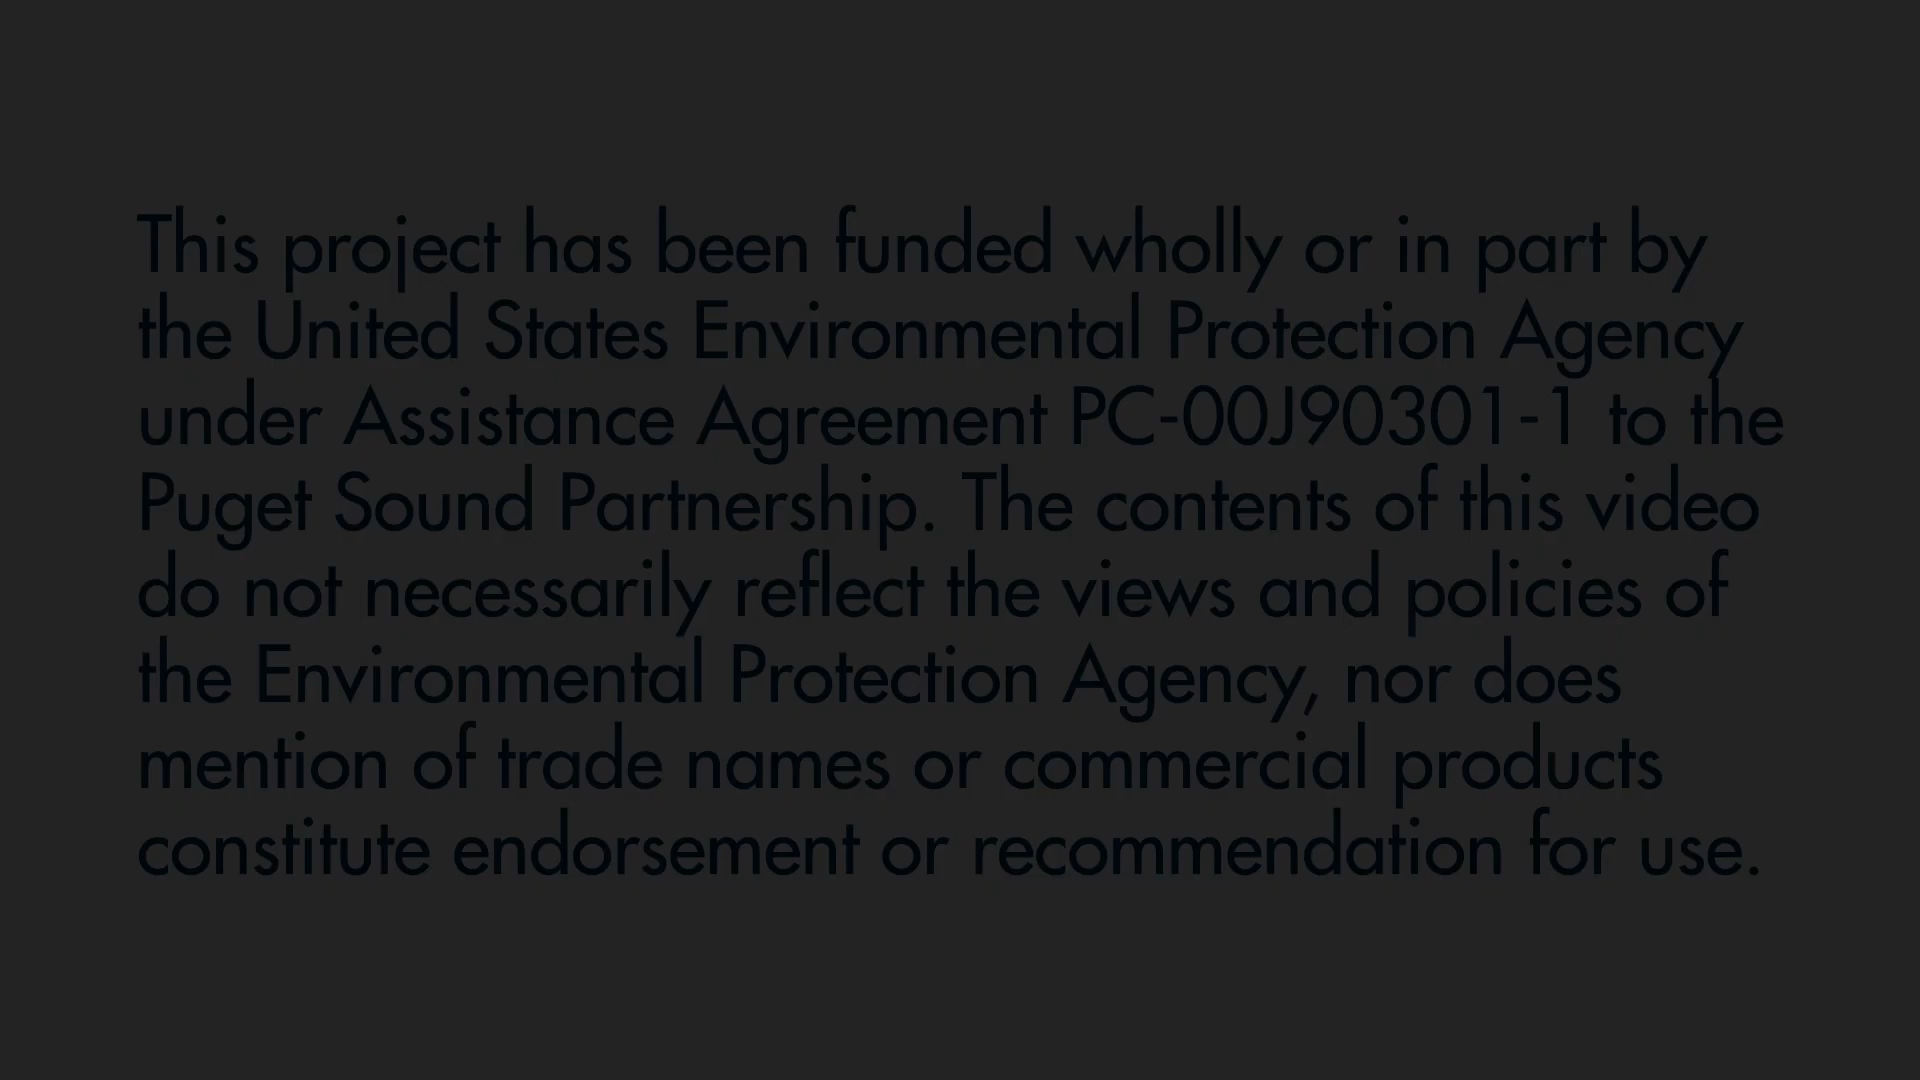 This project has been funded wholly or in part by
the United States Environmental Protection Agency
under Assistance Agreement PC-00J90301-1 to the
Puget Sound Partnership. The contents of this video
do not necessarily reflect the views and policies of
the Environmental Protection Agency, nor does
mention of trade names or commercial products
constitute endorsement or recommendation for use.